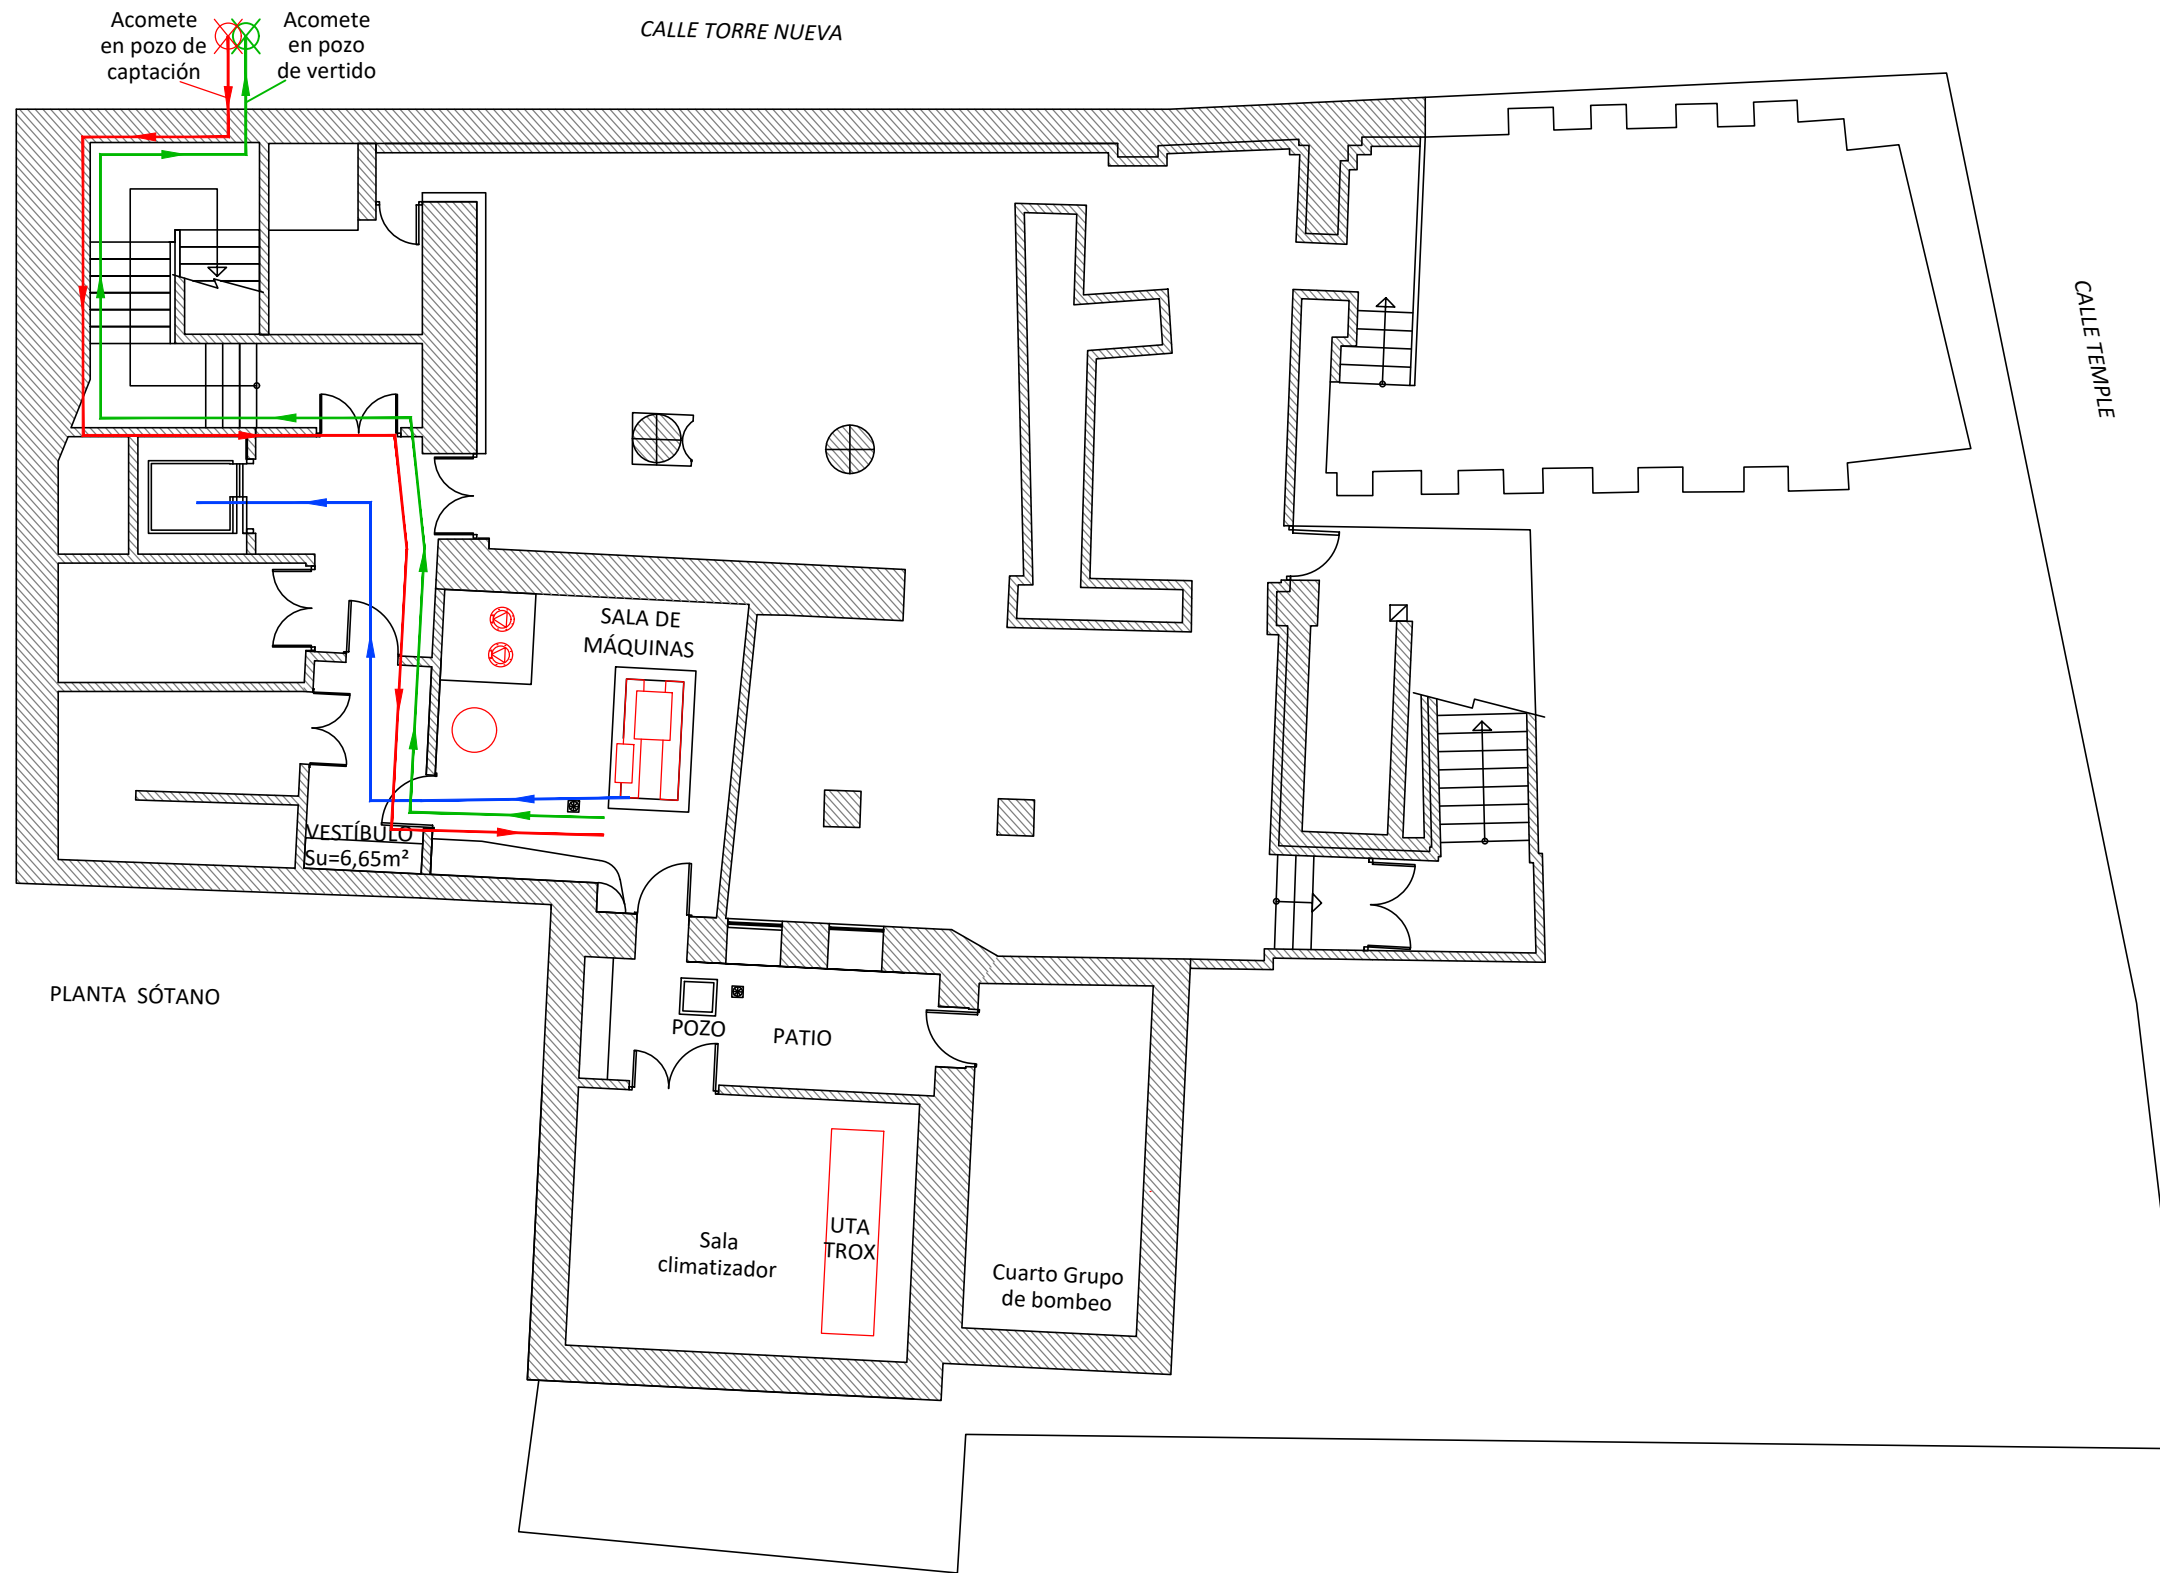 Acomete
en pozo de
captación
Acomete
en pozo
de vertido
CALLE TORRE NUEVA
CALLE TEMPLE
SALA DE
MÁQUINAS
VESTÍBULO
Su=6,65m²
PLANTA SÓTANO
POZO
PATIO
Sala
climatizador
UTA
TROX
Cuarto Grupo
de bombeo